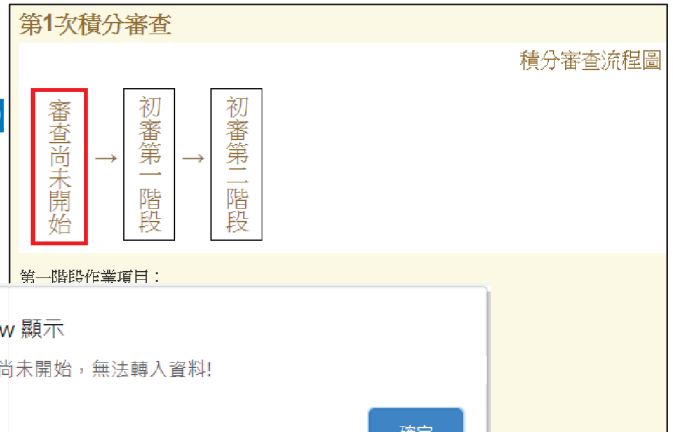 第1次積分審查
積分審查流程圖
審查尚未開始
→
初審第一階段
→
初審第二階段
第一階段作業項目：
w 顯示
尚未開始，無法轉入資料!
確定